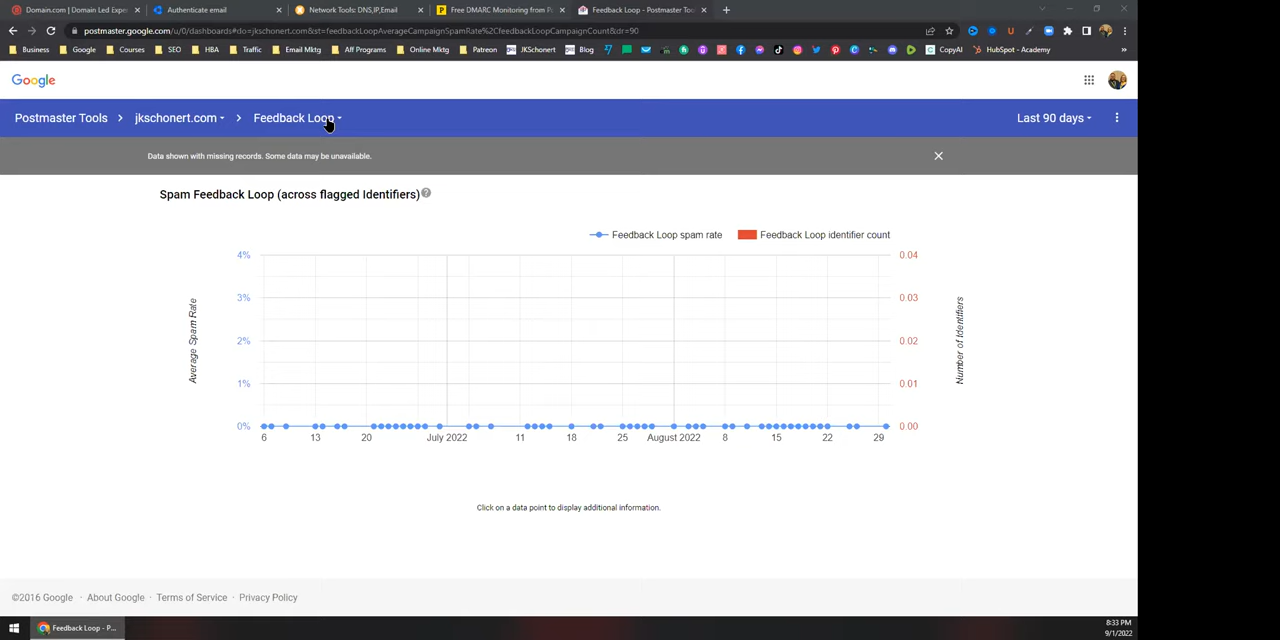 Domain.com | Domain Led Expe
Authenticate email
Network Tools: DNS,IP,Email
Free DMARC Monitoring from P
Feedback Loop - Postmaster Too
postmaster.google.com/u/0/dashboards#do=jkschonert.com&st=feedbackLoopAverageCampaignSpamRate%2CfeedbackLoopCampaignCount&dr=90
Business
Google
Courses
SEO
HBA
Traffic
Email Mktg
Aff Programs
Online Mktg
Patreon
JKSchonert
Blog
CopyAI
HubSpot - Academy
Google
Postmaster Tools
jkschonert.com
Feedback Loop
Last 90 days
Data shown with missing records. Some data may be unavailable.
Spam Feedback Loop (across flagged Identifiers)
Feedback Loop spam rate
Feedback Loop identifier count
4%
3%
2%
1%
0%
Average Spam Rate
0.04
0.03
0.02
0.01
0.00
Number of Identifiers
6
13
20
July 2022
11
18
25
August 2022
8
15
22
29
Click on a data point to display additional information.
©2016 Google · About Google · Terms of Service · Privacy Policy
Feedback Loop - P...
8:33 PM
9/1/2022